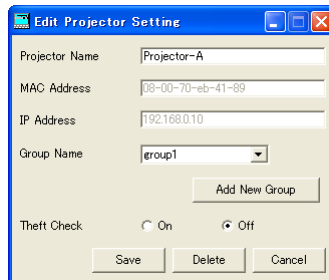 Edit Projector Setting
Projector Name Projector-A
MAC Address 08-00-70-eb-41-89
IP Address 192.168.0.10
Group Name group1
Add New Group
Theft Check On Off
Save Delete Cancel